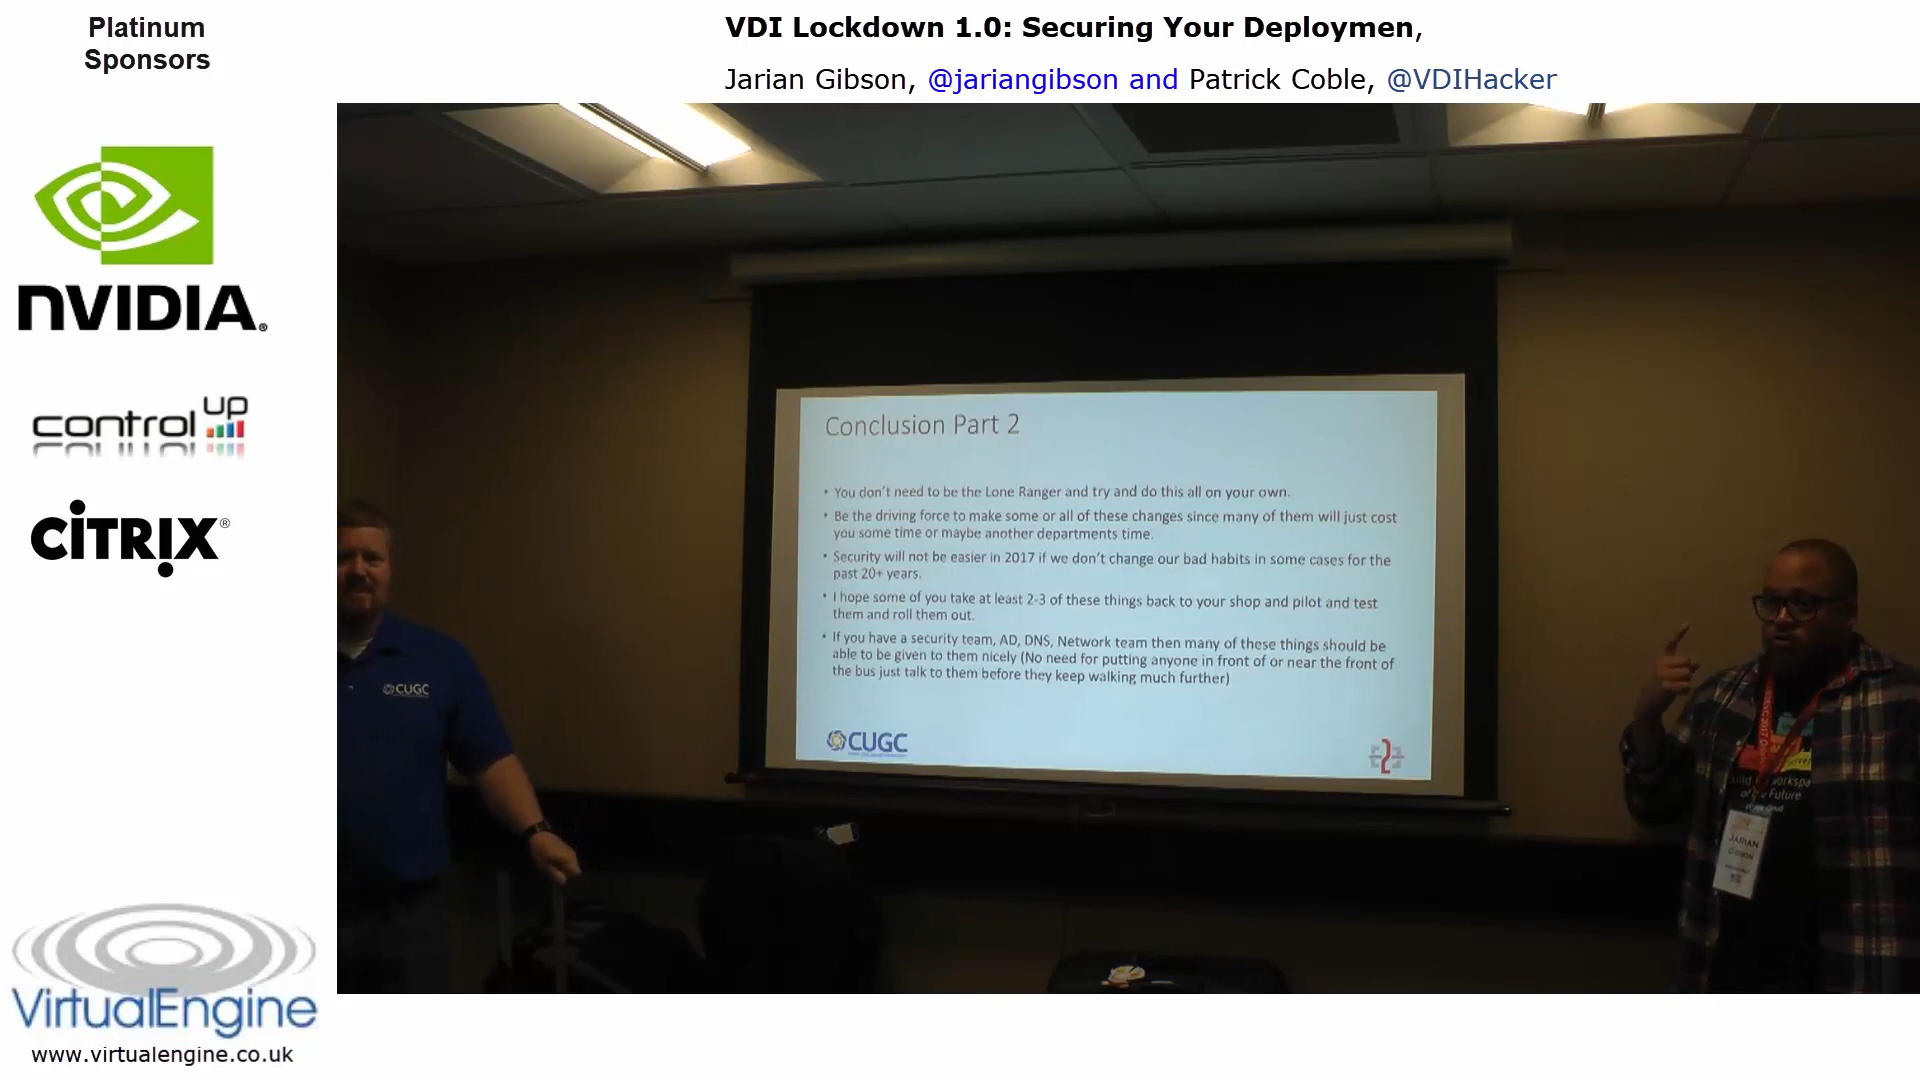 Platinum
Sponsors
VDI Lockdown 1.0: Securing Your Deploymen,
Jarian Gibson, @jariangibson and Patrick Coble, @VDIHacker
NVIDIA.
control up
CİTRIX®
VirtualEngine
www.virtualengine.co.uk
Conclusion Part 2
• You don't need to be the Lone Ranger and try and do this all on your own.
• Be the driving force to make some or all of these changes since many of them will just cost
you some time or maybe another departments time.
• Security will not be easier in 2017 if we don't change our bad habits in some cases for the
past 20+ years.
• I hope some of you take at least 2-3 of these things back to your shop and pilot and test
them and roll them out.
• If you have a security team, AD, DNS, Network team then many of these things should be
able to be given to them nicely (No need for putting anyone in front of or near the front of
the bus just talk to them before they keep walking much further)
CUGC
CUGC
of the Future
JARIAN